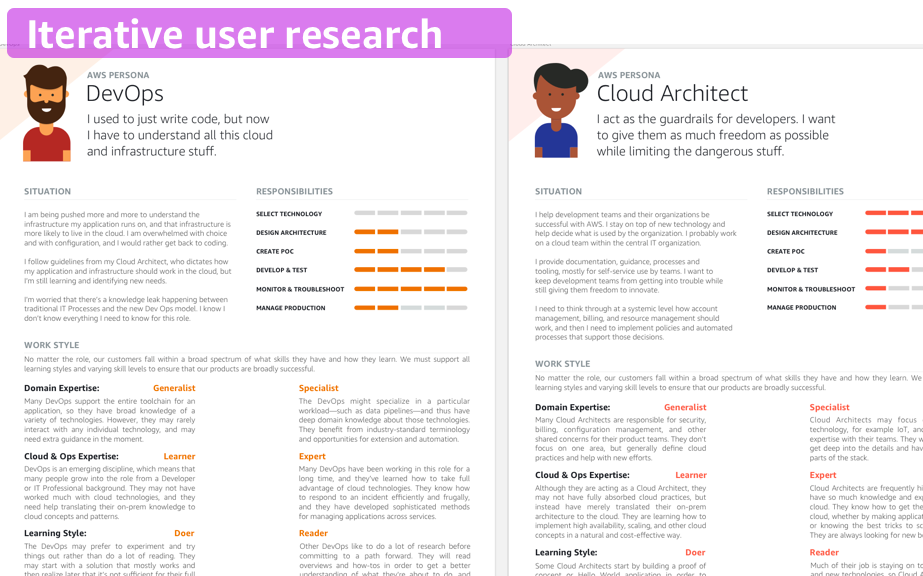 Iterative user research
AWS PERSONA
DevOps
I used to just write code, but now
I have to understand all this cloud
and infrastructure stuff.
SITUATION
I am being pushed more and more to understand the
infrastructure my application runs on, and that infrastructure is
more likely to live in the cloud. I am overwhelmed with choice
and with configuration, and I would rather get back to coding.
I follow guidelines from my Cloud Architect, who dictates how
my application and infrastructure should work in the cloud, but
I'm still learning and identifying new needs.
I'm worried that there's a knowledge leak happening between
traditional IT Processes and the new Dev Ops model. I know I
don't know everything I need to know for this role.
RESPONSIBILITIES
SELECT TECHNOLOGY
DESIGN ARCHITECTURE
CREATE POC
DEVELOP & TEST
MONITOR & TROUBLESHOOT
MANAGE PRODUCTION
WORK STYLE
No matter the role, our customers fall within a broad spectrum of what skills they have and how they learn. We must support all
learning styles and varying skill levels to ensure that our products are broadly successful.
Domain Expertise: Generalist
Many DevOps support the entire toolchain for an
application, so they have broad knowledge of a
variety of technologies. However, they may rarely
interact with any individual technology, and may
need extra guidance in the moment.
Specialist
The DevOps might specialize in a particular
workload—such as data pipelines—and thus have
deep domain knowledge about those technologies.
They benefit from industry-standard terminology
and opportunities for extension and automation.
Cloud & Ops Expertise: Learner
DevOps is an emerging discipline, which means that
many people grow into the role from a Developer
or IT Professional background. They may not have
worked much with cloud technologies, and they
need help translating their on-prem knowledge to
cloud concepts and patterns.
Expert
Many DevOps have been working in this role for a
long time, and they've learned how to take full
advantage of cloud technologies. They know how
to respond to an incident efficiently and frugally,
and they have developed sophisticated methods
for managing applications across services.
Learning Style: Doer
The DevOps may prefer to experiment and try
things out rather than do a lot of reading. They
may start with a solution that mostly works and
then realize later that it's not sufficient for their full
Reader
Other DevOps like to do a lot of research before
committing to a path forward. They will read
overviews and how-tos in order to get a better
understanding of what they're about to do, and
Cloud Architect
AWS PERSONA
Cloud Architect
I act as the guardrails for developers. I want
to give them as much freedom as possible
while limiting the dangerous stuff.
SITUATION
I help development teams and their organizations be
successful with AWS. I stay on top of new technology and
help decide what is used by the organization. I probably work
on a cloud team within the central IT organization.
I provide documentation, guidance, processes and
tooling, mostly for self-service use by teams. I want to
keep development teams from getting into trouble while
still giving them freedom to innovate.
I need to think through at a systemic level how account
management, billing, and resource management should
work, and then I need to implement policies and automated
processes that support those decisions.
RESPONSIBILITIES
SELECT TECHNOLOGY
DESIGN ARCHITECTURE
CREATE POC
DEVELOP & TEST
MONITOR & TROUBLESHOOT
MANAGE PRODUCTION
WORK STYLE
No matter the role, our customers fall within a broad spectrum of what skills they have and how they learn. We
learning styles and varying skill levels to ensure that our products are broadly successful.
Domain Expertise: Generalist
Many Cloud Architects are responsible for security,
billing, configuration management, and other
shared concerns for their product teams. They don't
focus on one area, but generally define cloud
practices and help with new efforts.
Specialist
Cloud Architects may focus
technology, for example IoT, and
expertise with their teams. They w
get deep into the details and hav
parts of the stack.
Cloud & Ops Expertise: Learner
Although they are acting as a Cloud Architect, they
may not have fully absorbed cloud practices, but
instead have merely translated their on-prem
architecture to the cloud. They are learning how to
implement high availability, scaling, and other cloud
concepts in a natural and cost-effective way.
Expert
Cloud Architects are frequently hi
have so much knowledge and exp
cloud. They know how to get the
cloud, whether by making applicat
or knowing the best tricks to sc
They are always looking for new b
Learning Style: Doer
Some Cloud Architect start by building a proof of
concept or Hello World application in order to
Reader
Much of their job is staying on to
and new technologies, so Cloud A